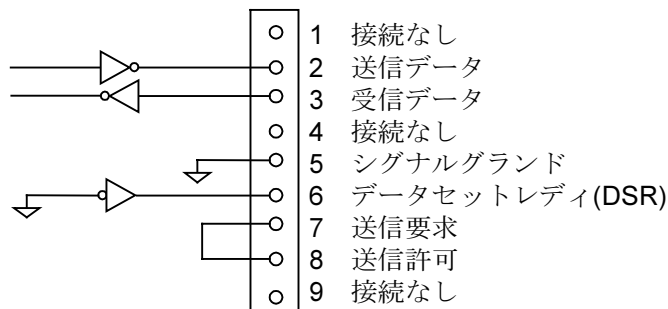 1 接続なし
2 送信データ
3 受信データ
4 接続なし
5 シグナルグランド
6 データセットレディ(DSR)
7 送信要求
8 送信許可
9 接続なし